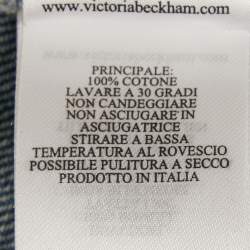 www.victoriabeckham.com
PRINCIPALE:
100% COTONE
LAVARE A 30 GRADI
NON CANDEGGIARE
NON ASCIUGARE IN
ASCIUGATRICE
STIRARE A BASSA
TEMPERATURA AL ROVESCIO
POSSIBILE PULITURA A SECCO
PRODOTTO IN ITALIA